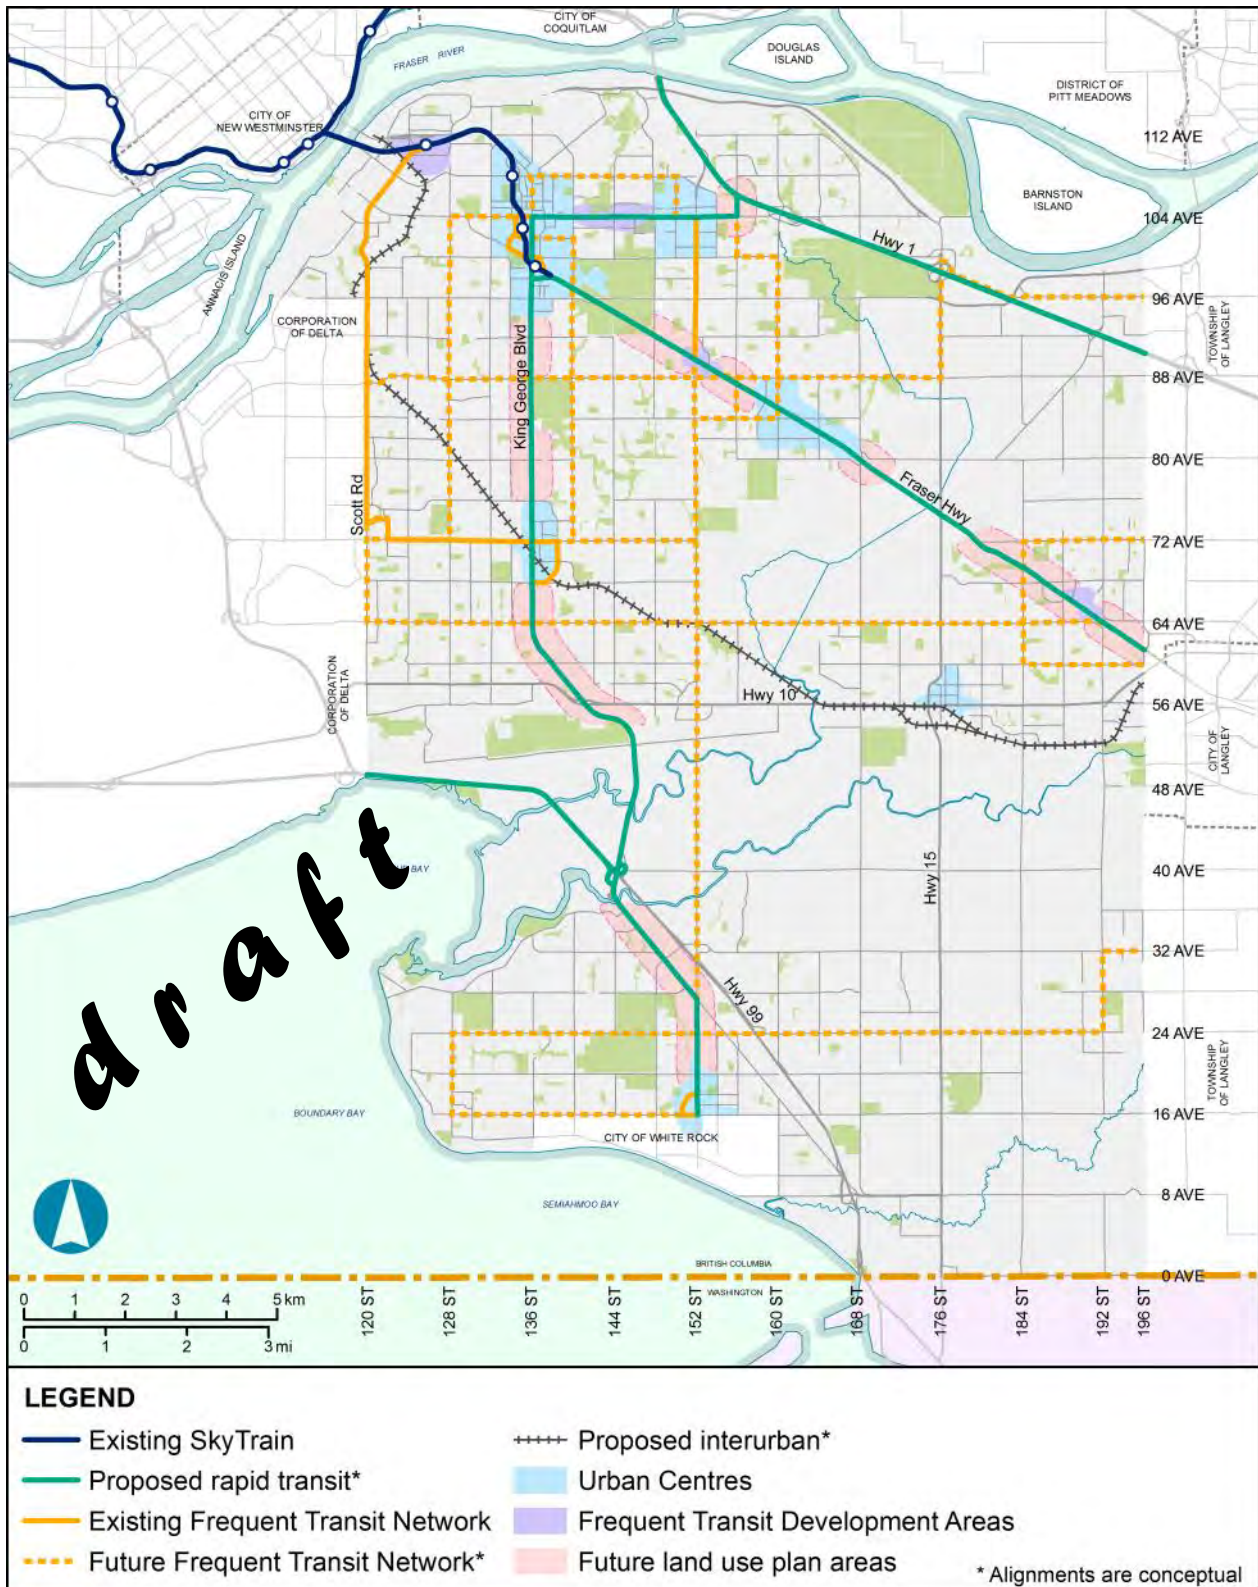 CITY OF
COQUITLAM
FRASER RIVER
DOUGLAS
ISLAND
DISTRICT OF
PITT MEADOWS
CITY OF
NEW WESTMINSTER
112 AVE
BARNSTON
ISLAND
104 AVE
Hwy 1
ANNACIS ISLAND
96 AVE
CORPORATION
OF DELTA
TOWNSHIP
OF LANGLEY
King George Blvd
88 AVE
80 AVE
Scott Rd
Fraser Hwy
72 AVE
64 AVE
CORPORATION
OF DELTA
Hwy 10
56 AVE
CITY OF
LANGLEY
48 AVE
draft
BAY
40 AVE
Hwy 15
32 AVE
Hwy 99
24 AVE
TOWNSHIP
OF LANGLEY
BOUNDARY BAY
16 AVE
CITY OF WHITE ROCK
8 AVE
SEMIAHMOO BAY
BRITISH COLUMBIA
0 AVE
WASHINGTON
0 1 2 3 4 5 km
0 1 2 3 mi
120 ST
128 ST
136 ST
144 ST
152 ST
160 ST
168 ST
176 ST
184 ST
192 ST
196 ST
LEGEND
Existing SkyTrain
Proposed rapid transit*
Existing Frequent Transit Network
Future Frequent Transit Network*
Proposed interurban*
Urban Centres
Frequent Transit Development Areas
Future land use plan areas
* Alignments are conceptual